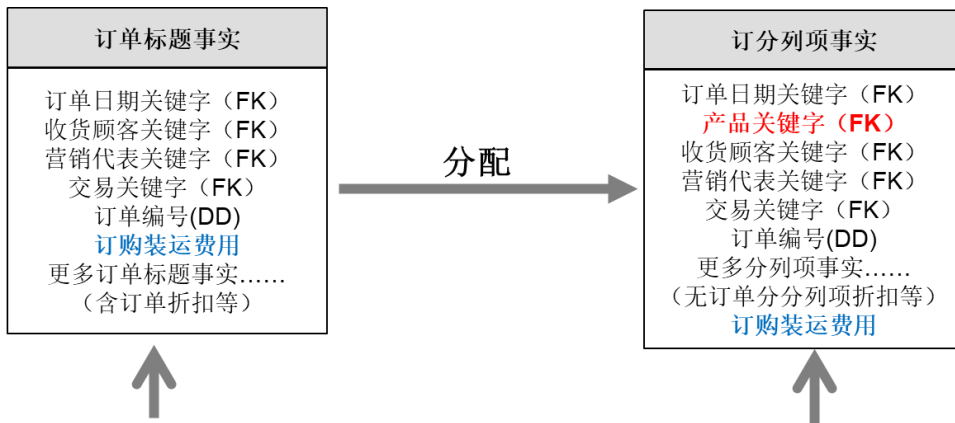 订单标题事实
订单日期关键字（FK）
收货顾客关键字（FK）
营销代表关键字（FK）
交易关键字（FK）
订单编号(DD)
订购装运费用
更多订单标题事实……
（含订单折扣等）
分配
订分列项事实
订单日期关键字（FK）
产品关键字（FK）
收货顾客关键字（FK）
营销代表关键字（FK）
交易关键字（FK）
订单编号(DD)
更多分列项事实……
（无订单分分列项折扣等）
订购装运费用